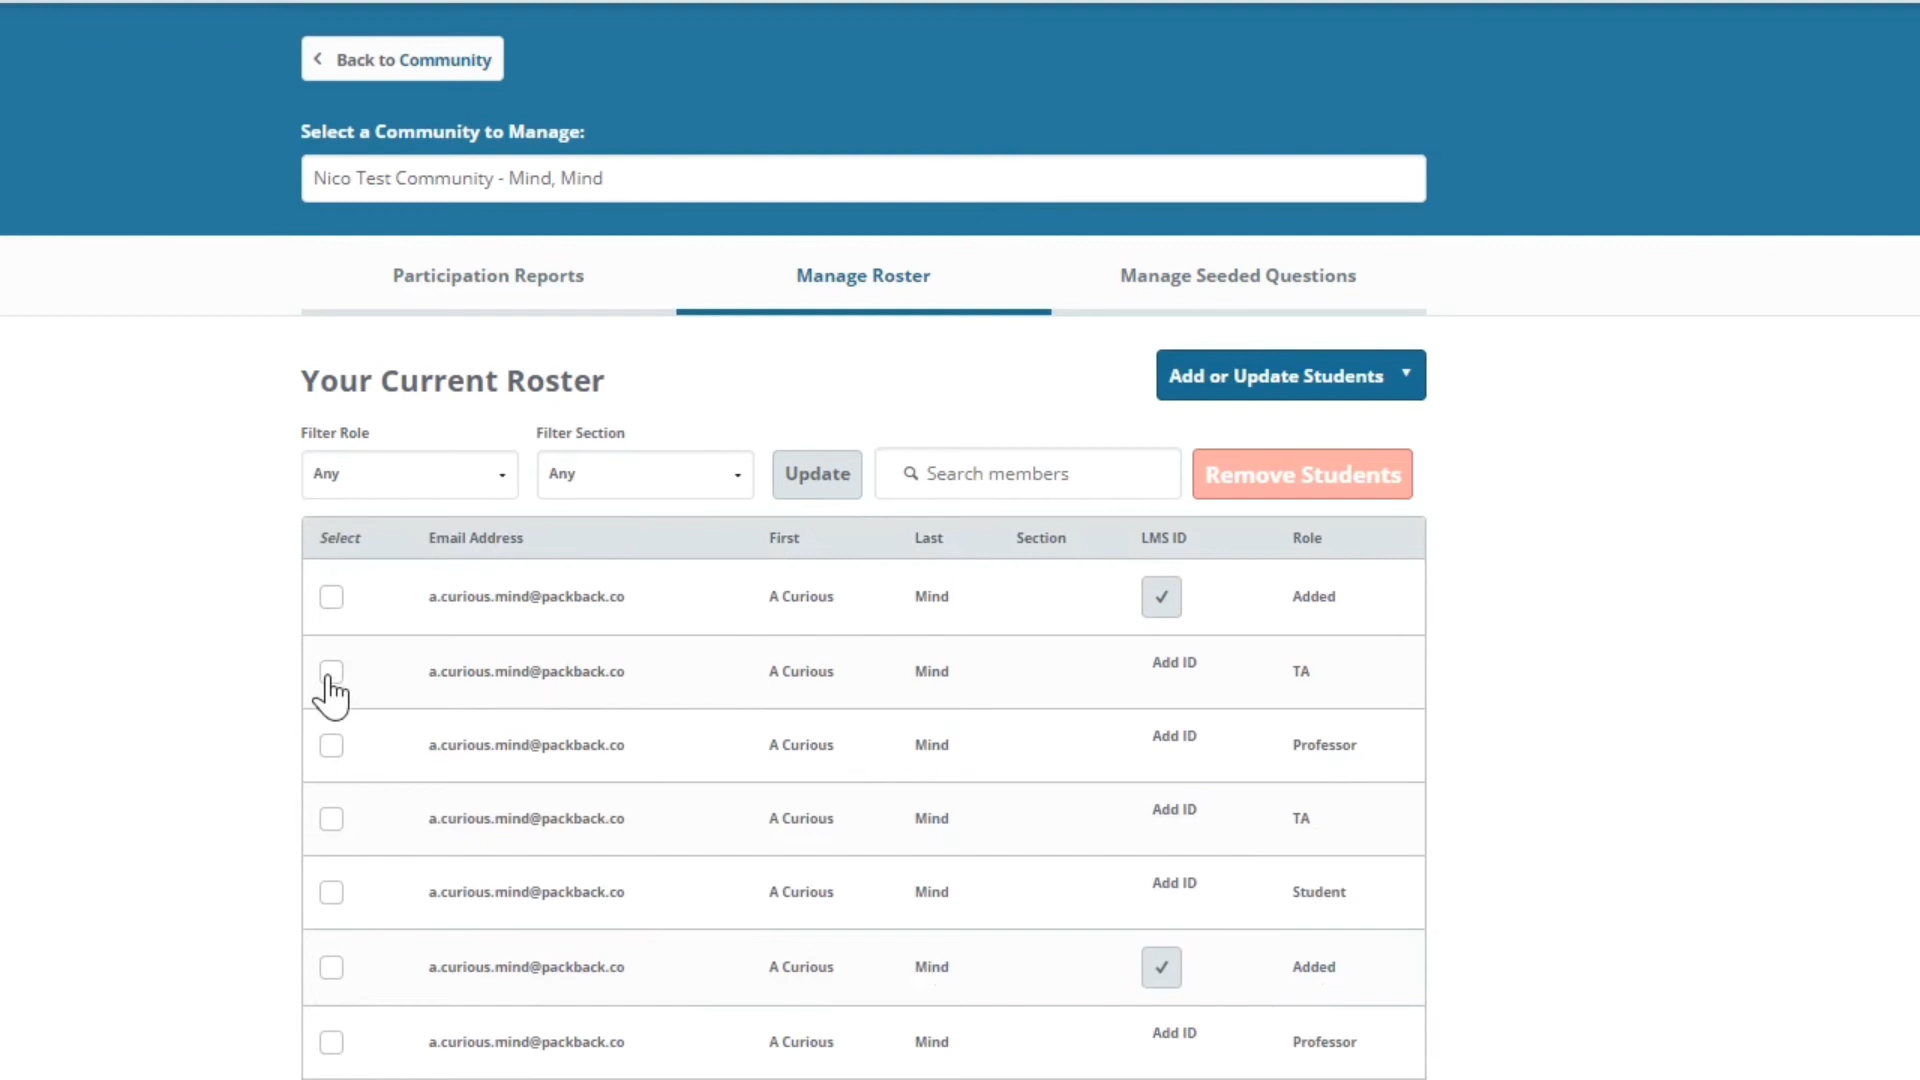 Back to Community
Select a Community to Manage:
Nico Test Community - Mind, Mind
Participation Reports Manage Roster Manage Seeded Questions
Your Current Roster Add or Update Students
Filter Role Filter Section
Any Any Update Search members Remove Students
Select Email Address First Last Section LMS ID Role
a.curious.mind@packback.co A Curious Mind Added
a.curious.mind@packback.co A Curious Mind Add ID TA
a.curious.mind@packback.co A Curious Mind Add ID Professor
a.curious.mind@packback.co A Curious Mind Add ID TA
a.curious.mind@packback.co A Curious Mind Add ID Student
a.curious.mind@packback.co A Curious Mind Added
a.curious.mind@packback.co A Curious Mind Add ID Professor